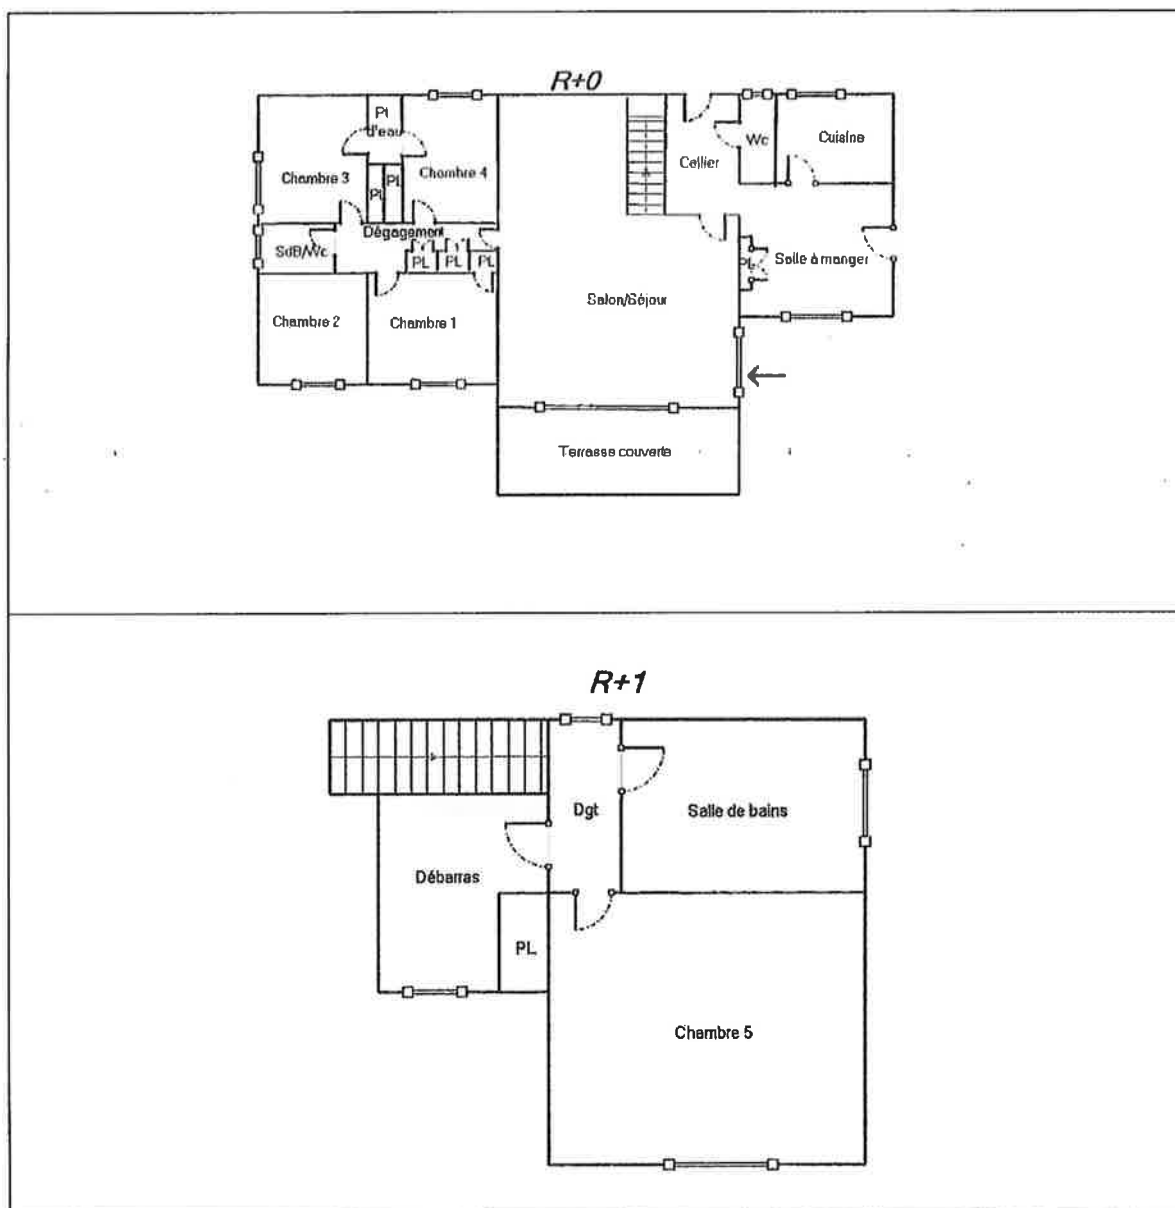 R+0
Pt
d'eau
Wc
Cuisine
Cellier
Chambre 3
Chambre 4
PL
PL
Dégagement
SdB/Wc
PL
PL
PL
PL
Salle à manger
Salon/Séjour
Chambre 2
Chambre 1
Terrasse couverte
R+1
Dgt
Salle de bains
Débarras
PL
Chambre 5